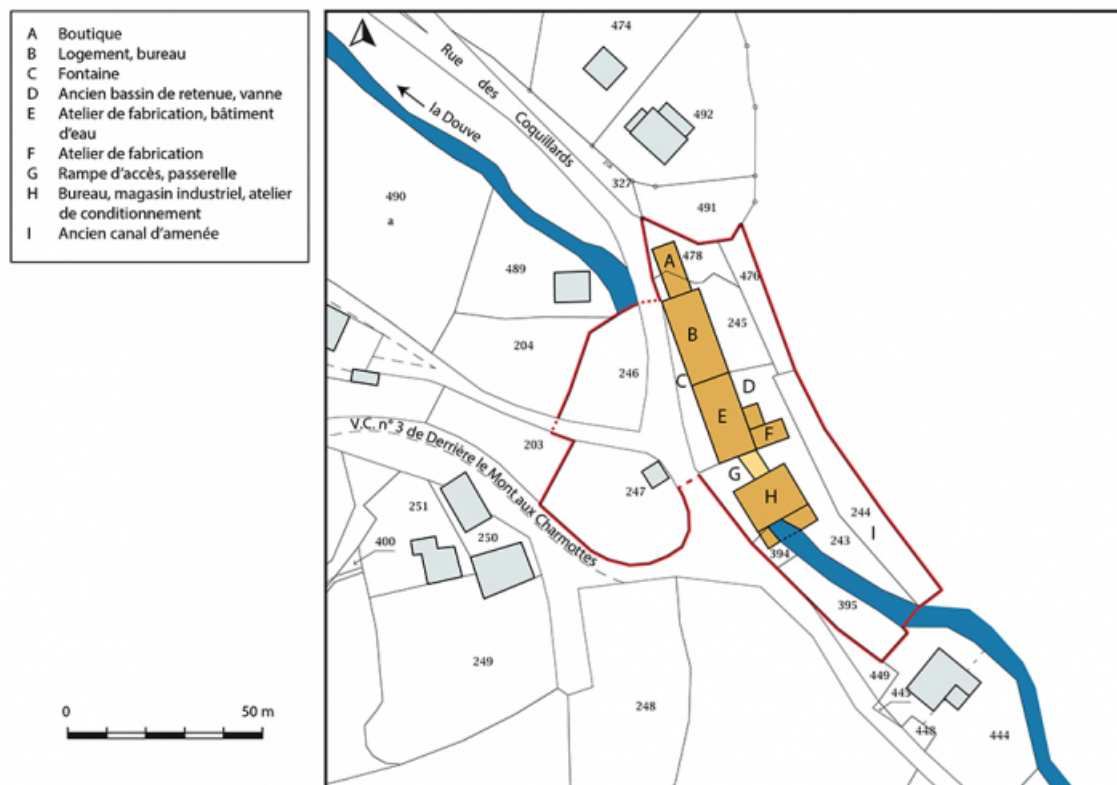 A Boutique
B Logement, bureau
C Fontaine
D Ancien bassin de retenue, vanne
E Atelier de fabrication, bâtiment
d'eau
F Atelier de fabrication
G Rampe d'accès, passerelle
H Bureau, magasin industriel, atelier
de conditionnement
I Ancien canal d'amenée
0 50 m
474
Rue des Coquillards
la Douve
492
327
490
a
491
478
476
489
A
245
B
204
246
C
D
E
F
V.C. n° 3 de Derrière le Mont aux Charmottes
203
G
247
H
251
244
I
250
243
400
394
395
249
449
443
248
448
444